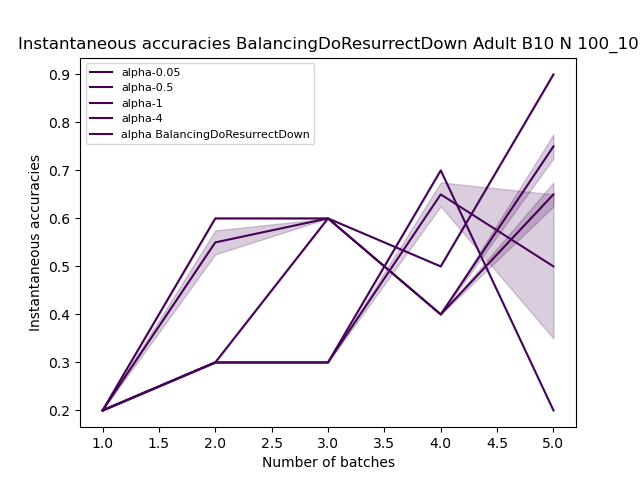 Instantaneous accuracies BalancingDoResurrectDown Adult B10 N 100_10
alpha-0.05
alpha-0.5
alpha-1
alpha-4
alpha BalancingDoResurrectDown
Instantaneous accuracies
0.9
0.8
0.7
0.6
0.5
0.4
0.3
0.2
1.0 1.5 2.0 2.5 3.0 3.5 4.0 4.5 5.0
Number of batches